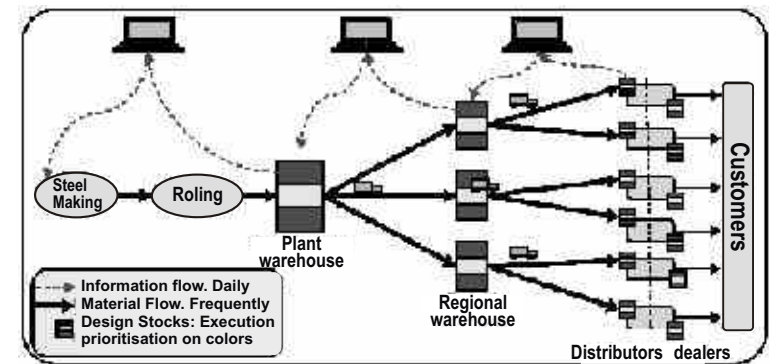 Steel
Making
Roling
Plant
warehouse
Regional
warehouse
Customers
Distributors dealers
Information flow. Daily
Material Flow. Frequently
Design Stocks: Execution
prioritisation on colors